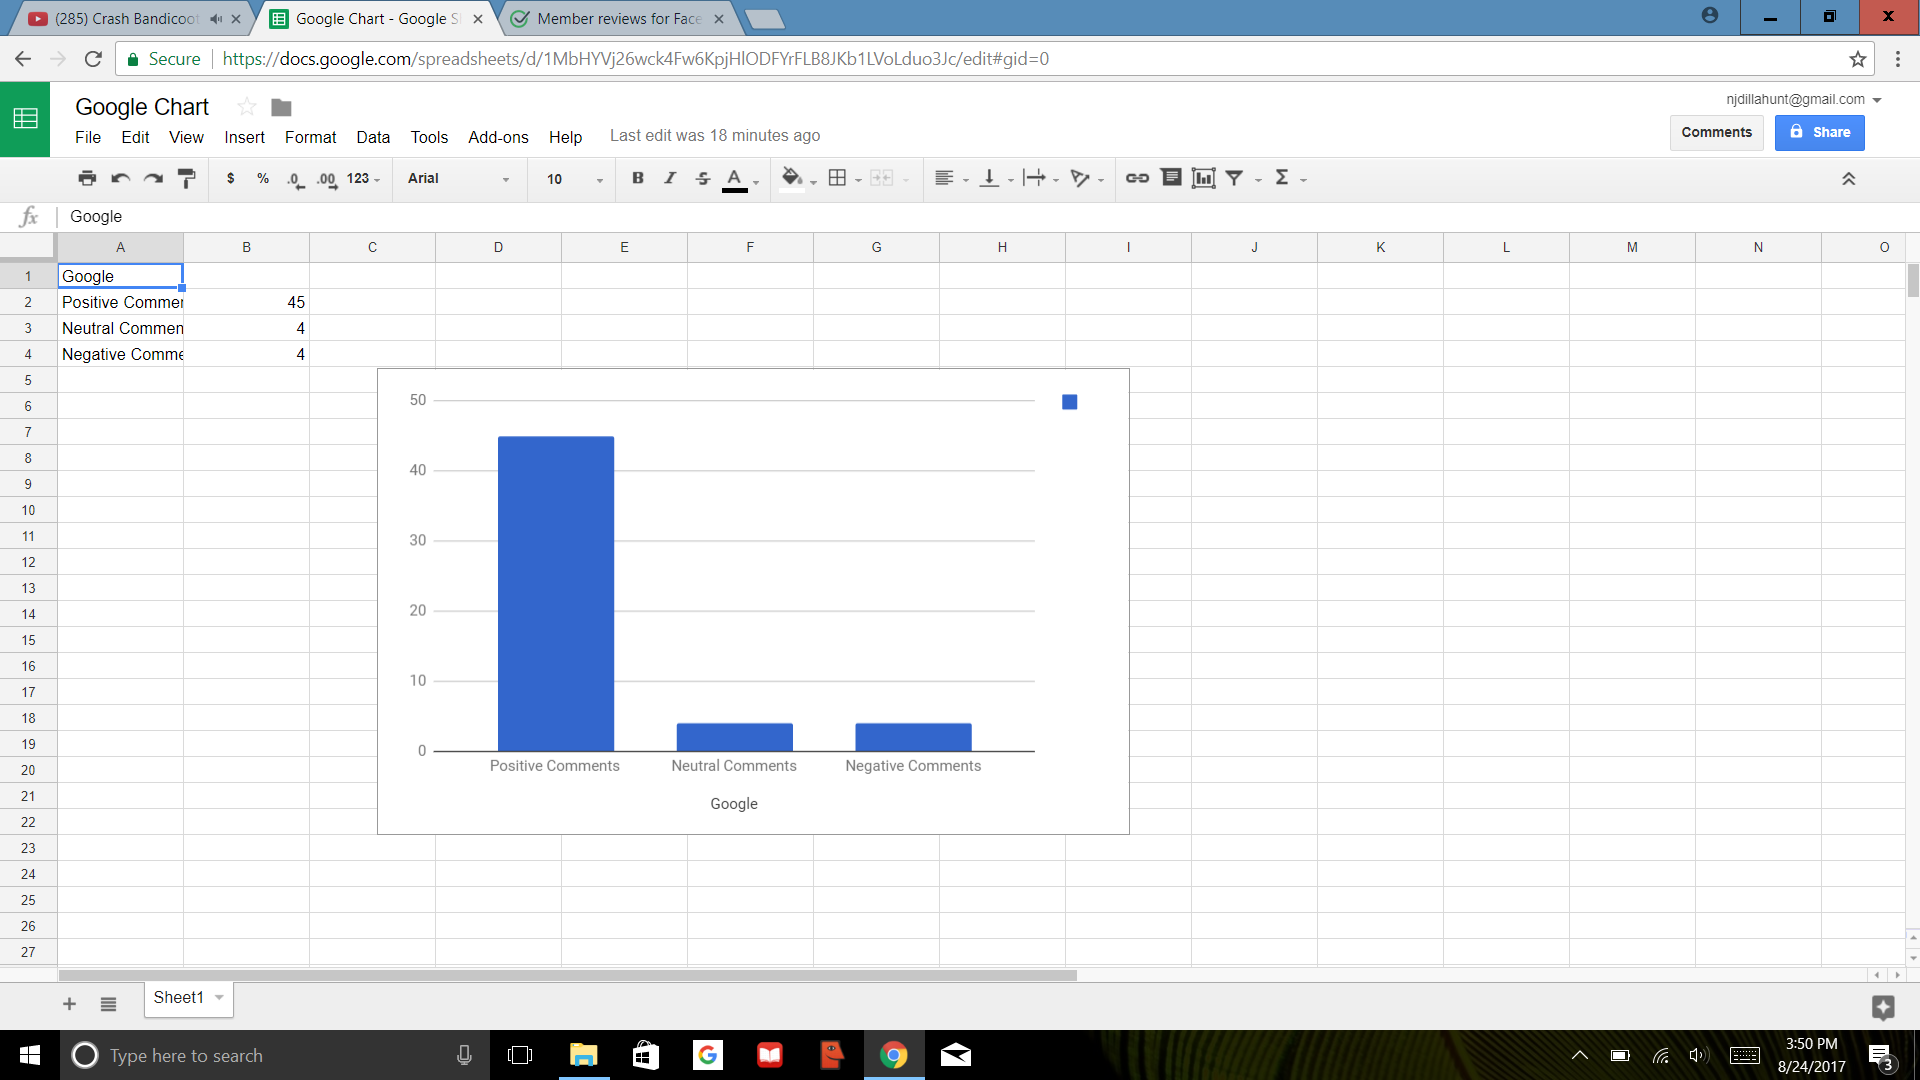 (285) Crash Bandicoot
Google Chart - Google S
Member reviews for Face
Secure
https://docs.google.com/spreadsheets/d/1MbHYVj26wck4Fw6KpjHlODFYrFLB8JKb1LVoLduo3Jc/edit#gid=0
Google Chart
njdillahunt@gmail.com
File Edit View Insert Format Data Tools Add-ons Help Last edit was 18 minutes ago
Comments Share
$ % .0 .00 123 Arial 10 B I S A Σ
fx Google
A B C D E F G H I J K L M N O
1 Google
2 Positive Commen 45
3 Neutral Commen 4
4 Negative Comme 4
5
6
7
8
9
10
11
12
13
14
15
16
17
18
19
20
21
22
23
24
25
26
27
50
40
30
20
10
0
Positive Comments Neutral Comments Negative Comments
Google
Sheet1
Type here to search
3:50 PM
8/24/2017
3